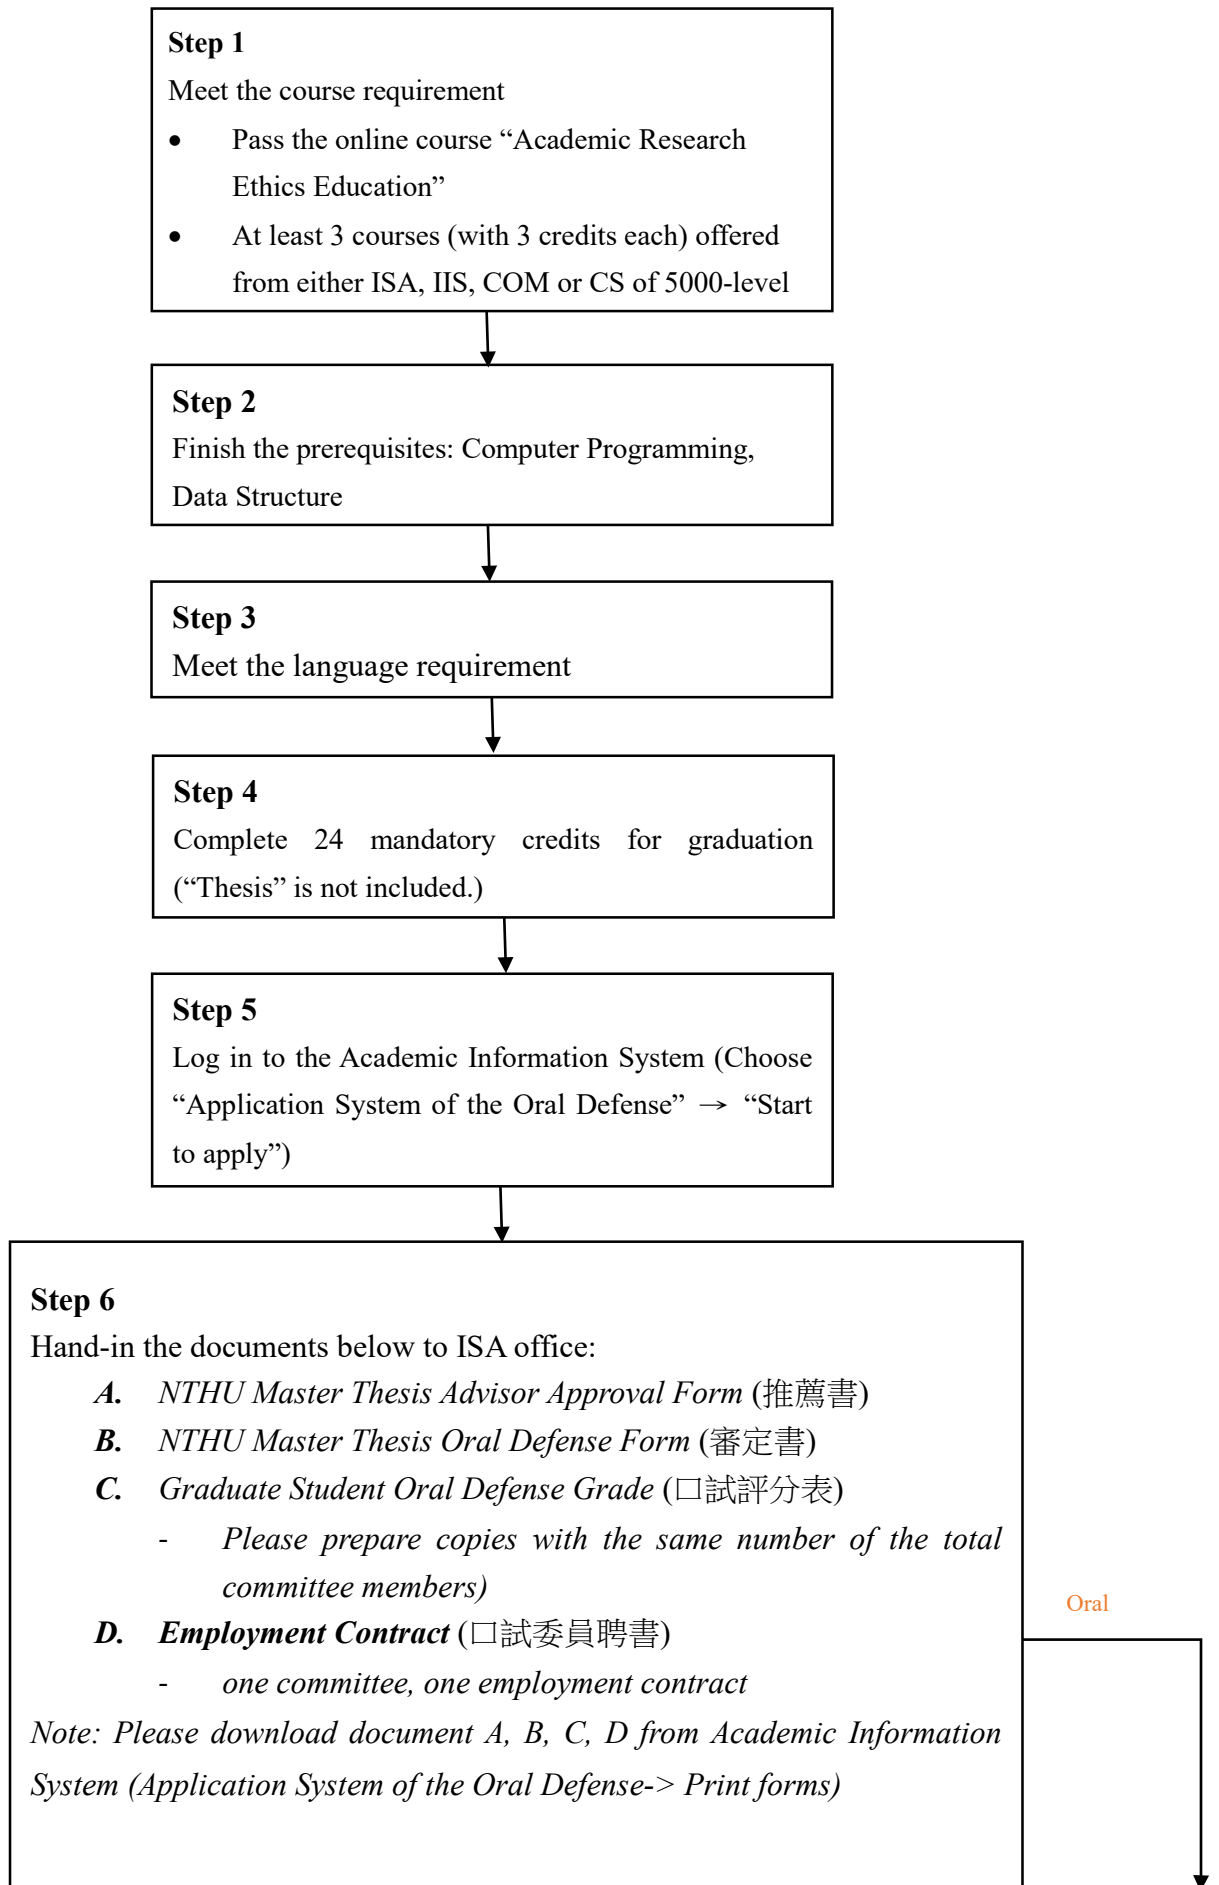 Step 1
Meet the course requirement
• Pass the online course “Academic Research
Ethics Education”
• At least 3 courses (with 3 credits each) offered
from either ISA, IIS, COM or CS of 5000-level
Step 2
Finish the prerequisites: Computer Programming,
Data Structure
Step 3
Meet the language requirement
Step 4
Complete 24 mandatory credits for graduation
(“Thesis” is not included.)
Step 5
Log in to the Academic Information System (Choose
“Application System of the Oral Defense” → “Start
to apply”)
Step 6
Hand-in the documents below to ISA office:
A. NTHU Master Thesis Advisor Approval Form (推薦書)
B. NTHU Master Thesis Oral Defense Form (審定書)
C. Graduate Student Oral Defense Grade (口試評分表)
- Please prepare copies with the same number of the total
committee members)
D. Employment Contract (口試委員聘書)
- one committee, one employment contract
Note: Please download document A, B, C, D from Academic Information
System (Application System of the Oral Defense-> Print forms)
Oral